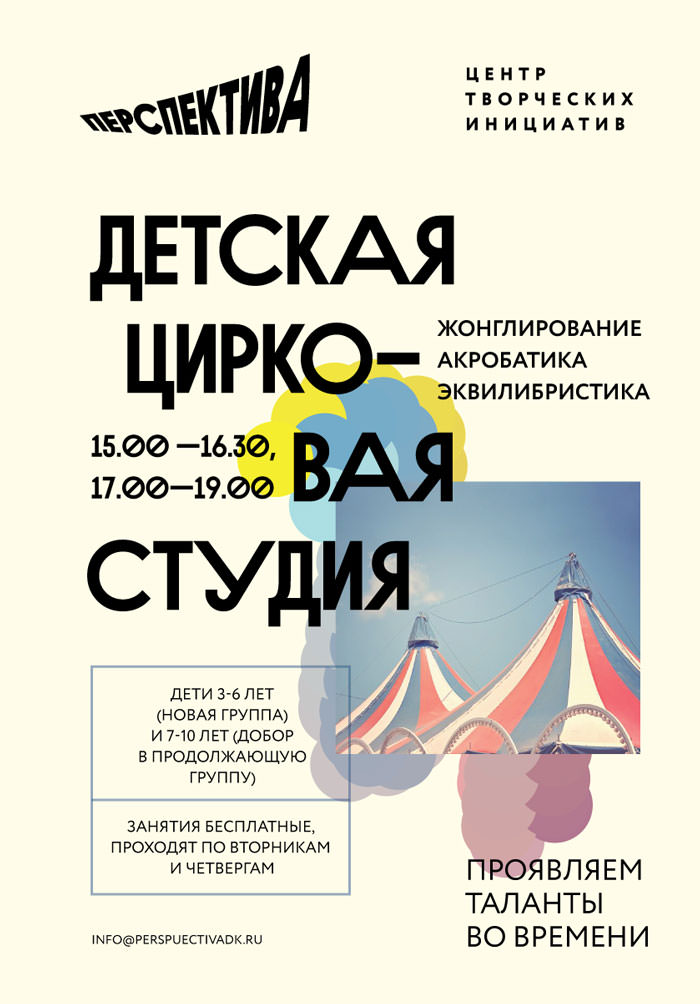 ПЕРСПЕКТИВА
ЦЕНТР
ТВОРЧЕСКИХ
ИНИЦИАТИВ
ДЕТСКАЯ
ЦИРКО–
ЖОНГЛИРОВАНИЕ
АКРОБАТИКА
ЭКВИЛИБРИСТИКА
15.00 —16.30,
17.00—19.00
ВАЯ
СТУДИЯ
ДЕТИ 3-6 ЛЕТ
(НОВАЯ ГРУППА)
И 7-10 ЛЕТ (ДОБОР
В ПРОДОЛЖАЮЩУЮ
ГРУППУ)
ЗАНЯТИЯ БЕСПЛАТНЫЕ,
ПРОХОДЯТ ПО ВТОРНИКАМ
И ЧЕТВЕРГАМ
INFO@PERSPUECTIVADK.RU
ПРОЯВЛЯЕМ
ТАЛАНТЫ
ВО ВРЕМЕНИ